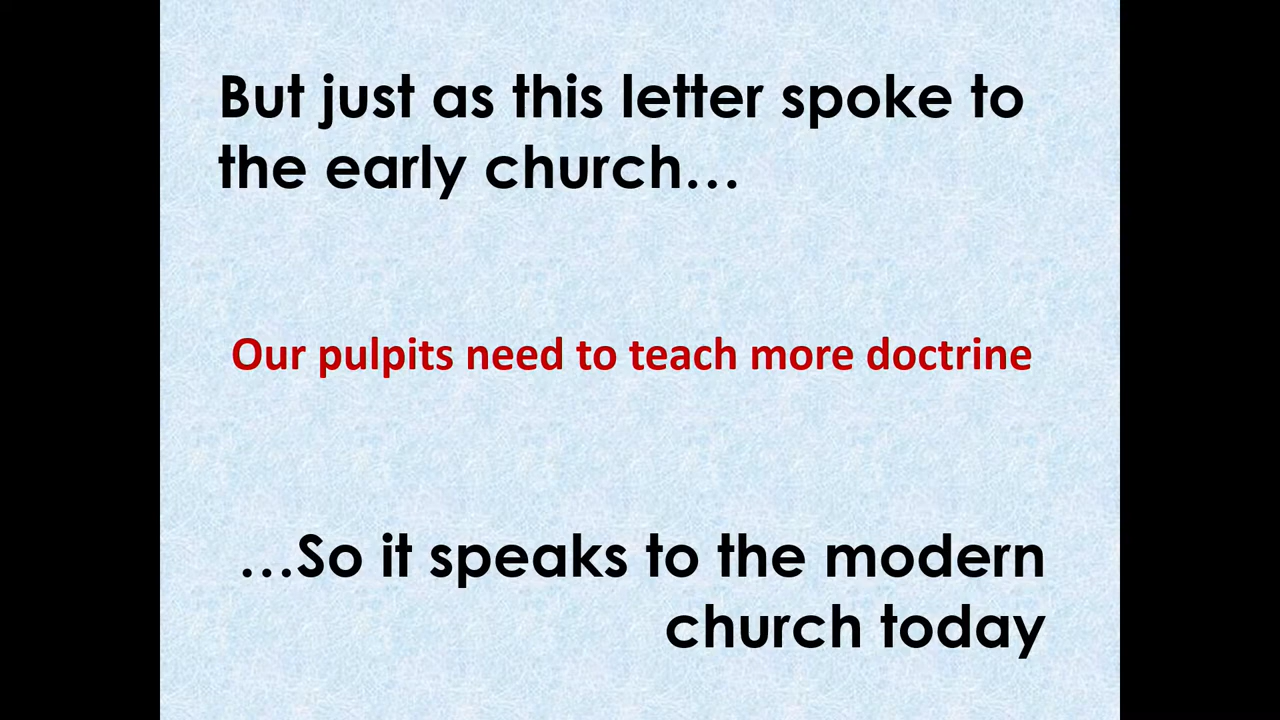 But just as this letter spoke to
the early church…
Our pulpits need to teach more doctrine
…So it speaks to the modern
church today